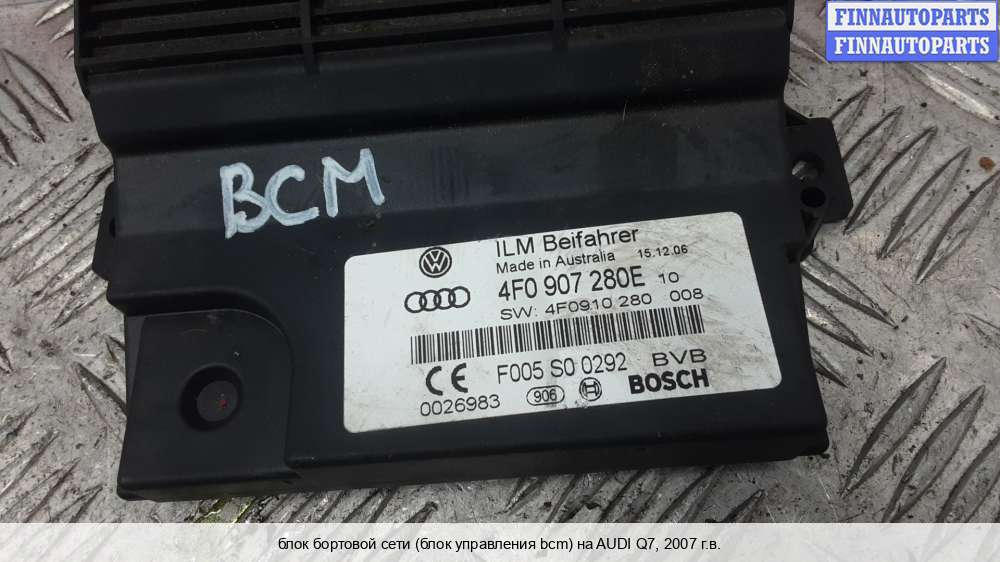 FINNAUTOPARTS
FINNAUTOPARTS
BCM
ILM Beifahrer
Made in Australia 15.12.06
4F0 907 280E 10
SW: 4F0910 280 008
F005 S0 0292 BVB
CE
0026983 906 BOSCH
блок бортовой сети (блок управления bcm) на AUDI Q7, 2007 г.в.